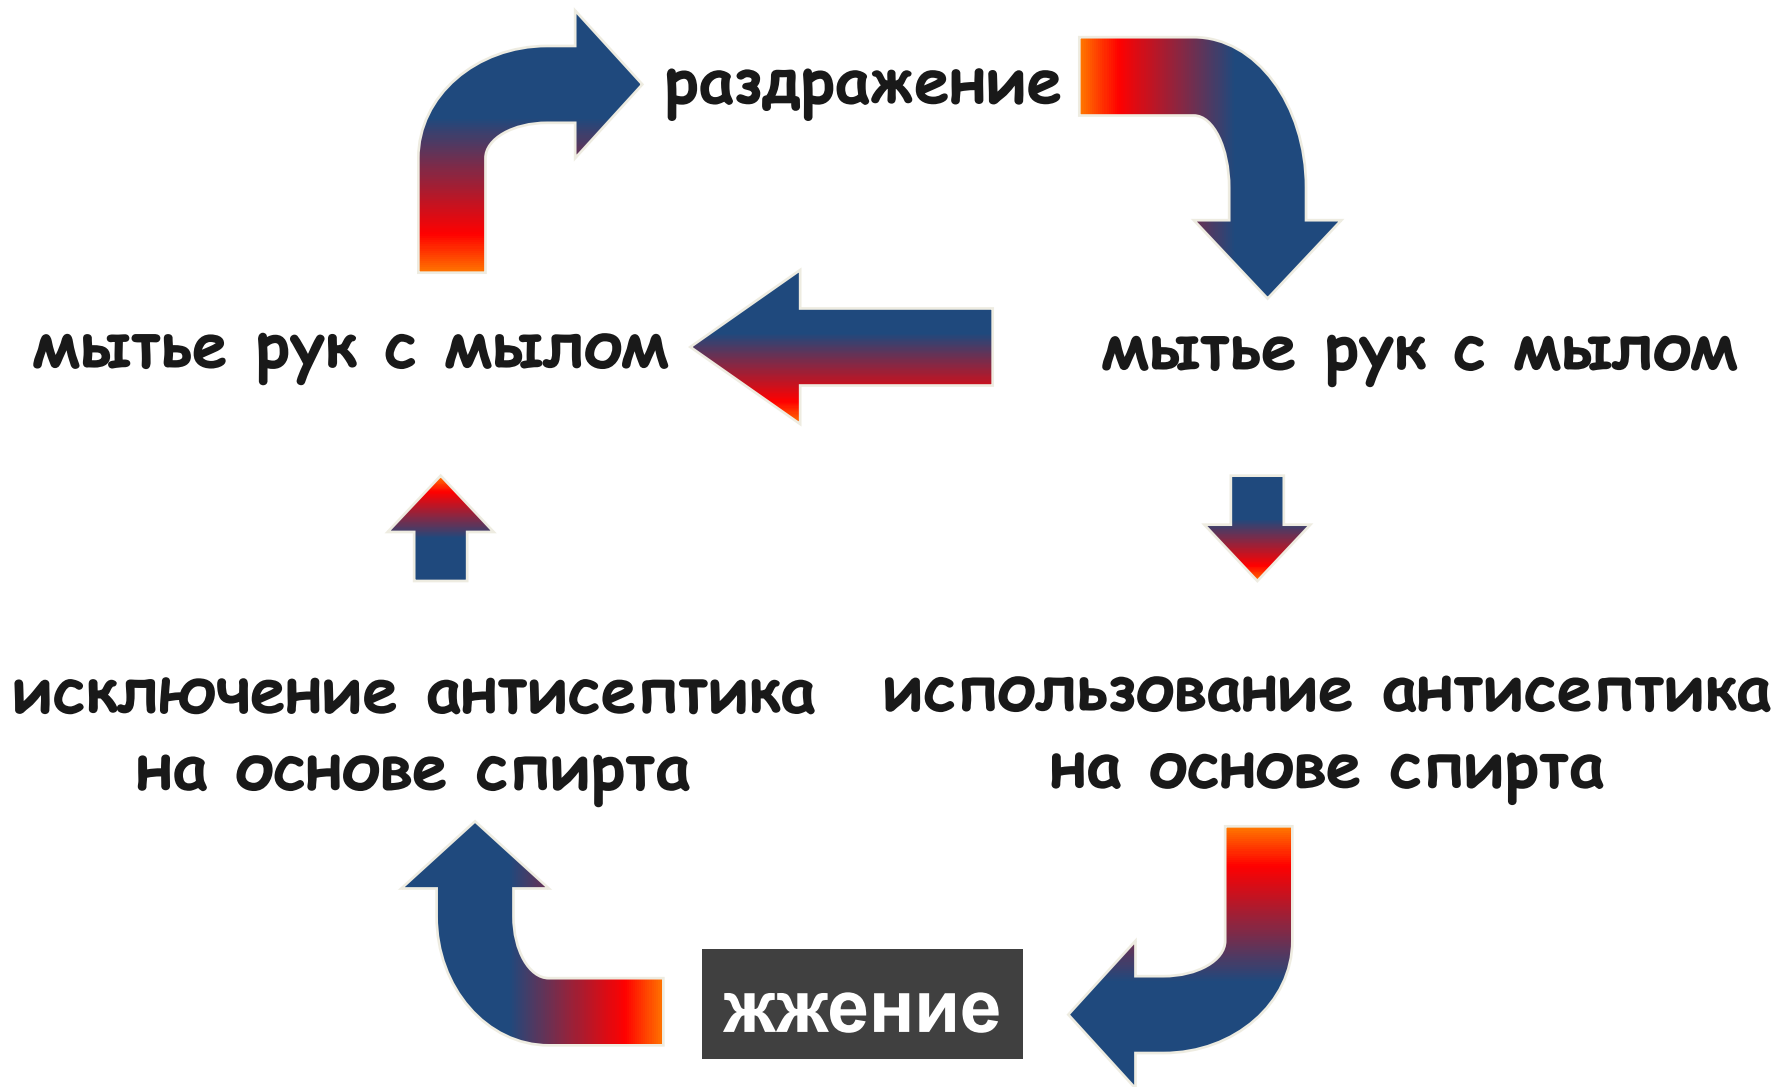 раздражение
мытье рук с мылом
мытье рук с мылом
исключение антисептика
на основе спирта
использование антисептика
на основе спирта
жжение